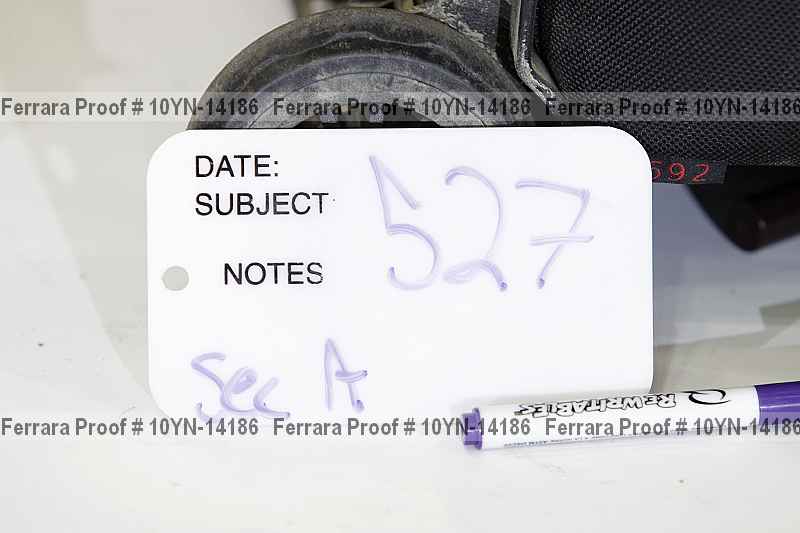 Ferrara Proof # 10YN-14186 Ferrara Proof # 10YN-14186 Ferrara Proof # 10YN-14186
DATE:
SUBJECT
527
592
NOTES
Sec A
ReWRITABLES
Ferrara Proof # 10YN-14186 Ferrara Proof # 10YN-14186 Ferrara Proof # 10YN-14186